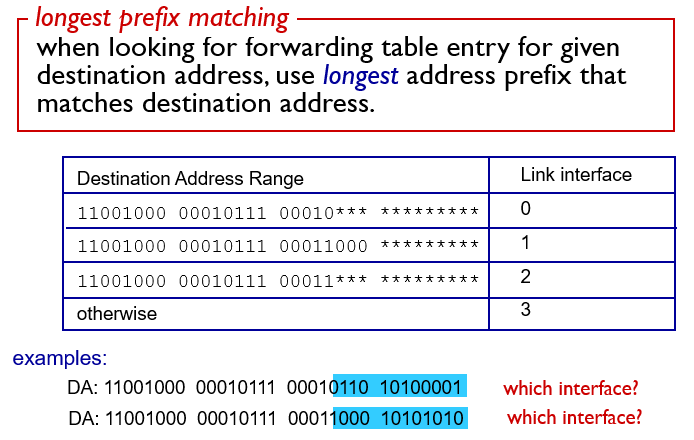 longest prefix matching
when looking for forwarding table entry for given
destination address, use longest address prefix that
matches destination address.
Destination Address Range Link interface
11001000 00010111 00010*** ********* 0
11001000 00010111 00011000 ********* 1
11001000 00010111 00011*** ********* 2
otherwise 3
examples:
DA: 11001000 00010111 00010110 10100001 which interface?
DA: 11001000 00010111 00011000 10101010 which interface?